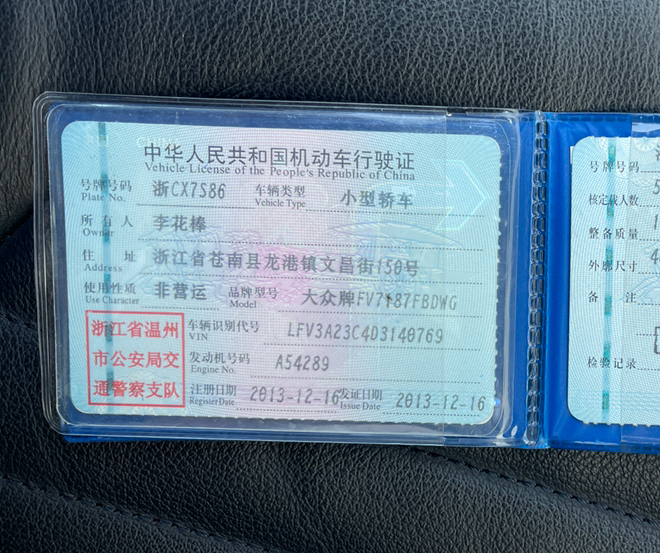 中华人民共和国机动车行驶证
Vehicle License of the People's Republic of China
号牌号码 浙CX7S86 车辆类型 小型轿车
Plate No. Vehicle Type
所有人 李花棒
Owner
住址 浙江省苍南县龙港镇文昌街150号
Address
使用性质 非营运 品牌型号 大众牌FV7187FBDWG
Use Character Model
浙江省温州
市公安局交
通警察支队
车辆识别代号 LFV3A23C4D3140769
VIN
发动机号码 A54289
Engine No.
注册日期 2013-12-16 发证日期 2013-12-16
Register Date Issue Date
号牌号码
核定载人数 5
整备质量 1
外廓尺寸 4
备注
检验记录